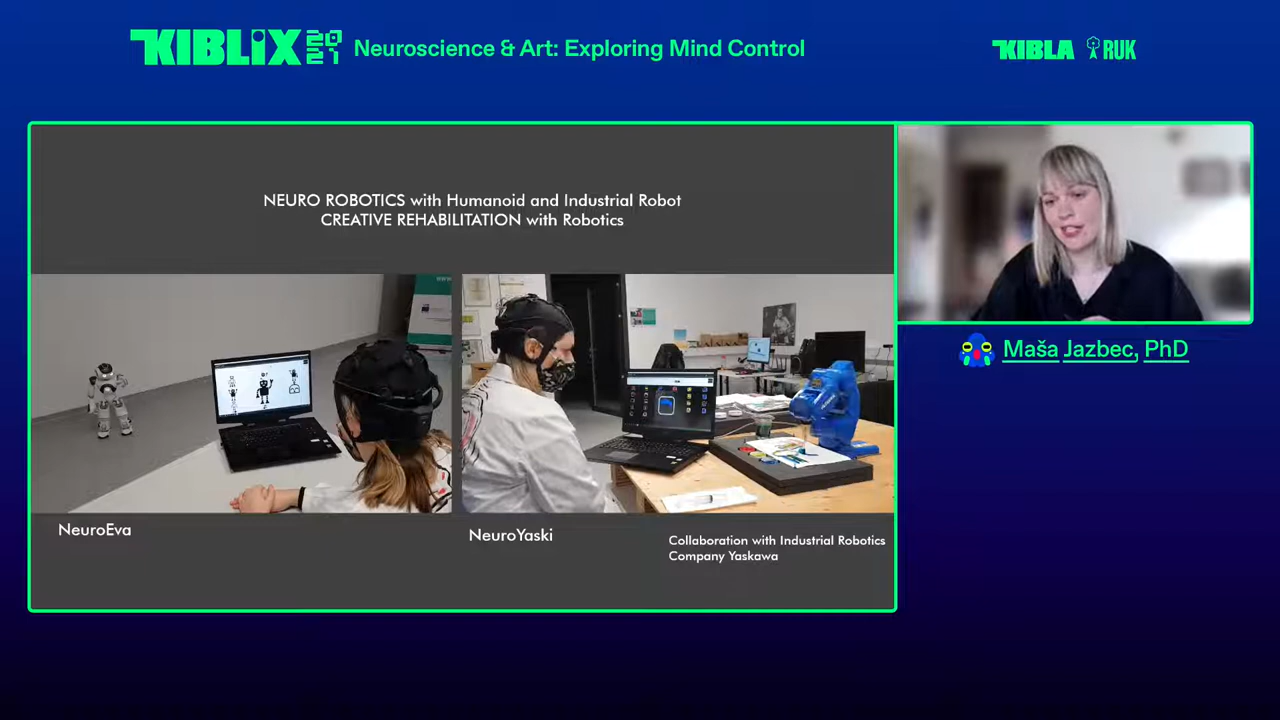 KIBLIX 2021 Neuroscience & Art: Exploring Mind Control
KIBLA RUK
NEURO ROBOTICS with Humanoid and Industrial Robot
CREATIVE REHABILITATION with Robotics
NeuroEva
NeuroYaski
Collaboration with Industrial Robotics
Company Yaskawa
Maša Jazbec, PhD